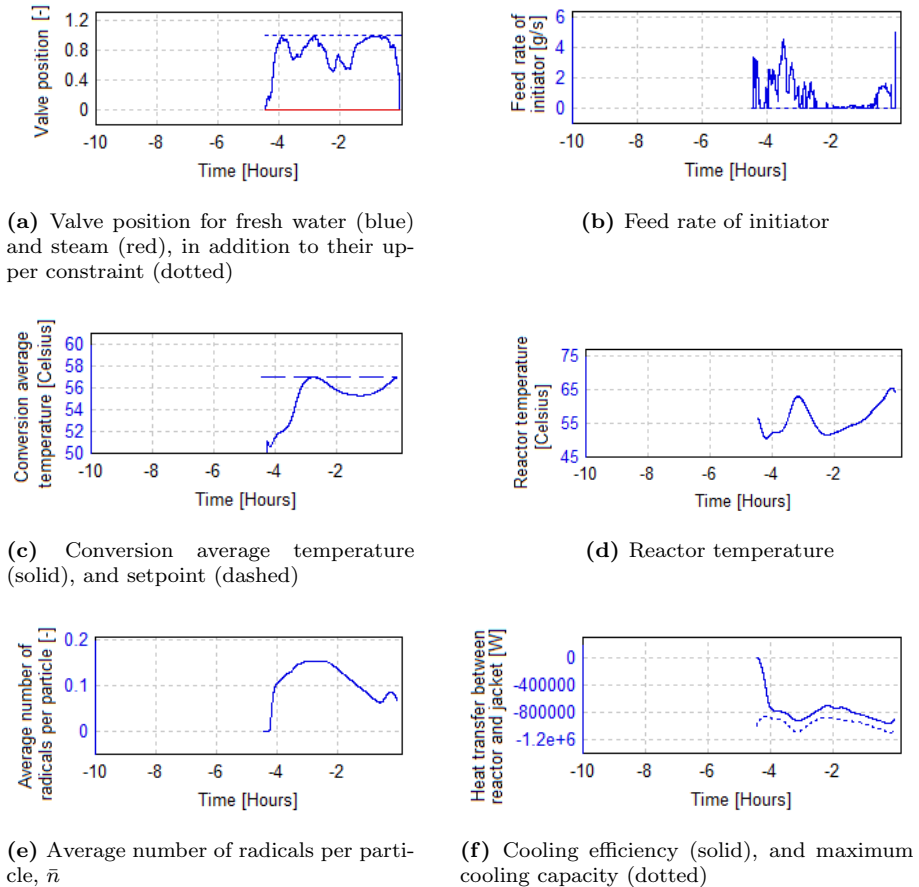 Valve position [-]
1.2
0.8
0.4
0
-10
-8
-6
-4
-2
Time [Hours]
(a) Valve position for fresh water (blue)
and steam (red), in addition to their up-
per constraint (dotted)
Feed rate of
initiator [g/s]
6
4
2
0
-10
-8
-6
-4
-2
Time [Hours]
(b) Feed rate of initiator
Conversion average
temperature [Celsius]
60
58
56
54
52
50
-10
-8
-6
-4
-2
Time [Hours]
(c) Conversion average temperature
(solid), and setpoint (dashed)
Reactor temperature
[Celsius]
75
65
55
45
-10
-8
-6
-4
-2
Time [Hours]
(d) Reactor temperature
Average number of
radicals per particle [-]
0.2
0.1
0
-10
-8
-6
-4
-2
Time [Hours]
(e) Average number of radicals per parti-
cle, n̄
Heat transfer between
reactor and jacket [W]
0
-400000
-800000
-1.2e+6
-10
-8
-6
-4
-2
Time [Hours]
(f) Cooling efficiency (solid), and maximum
cooling capacity (dotted)